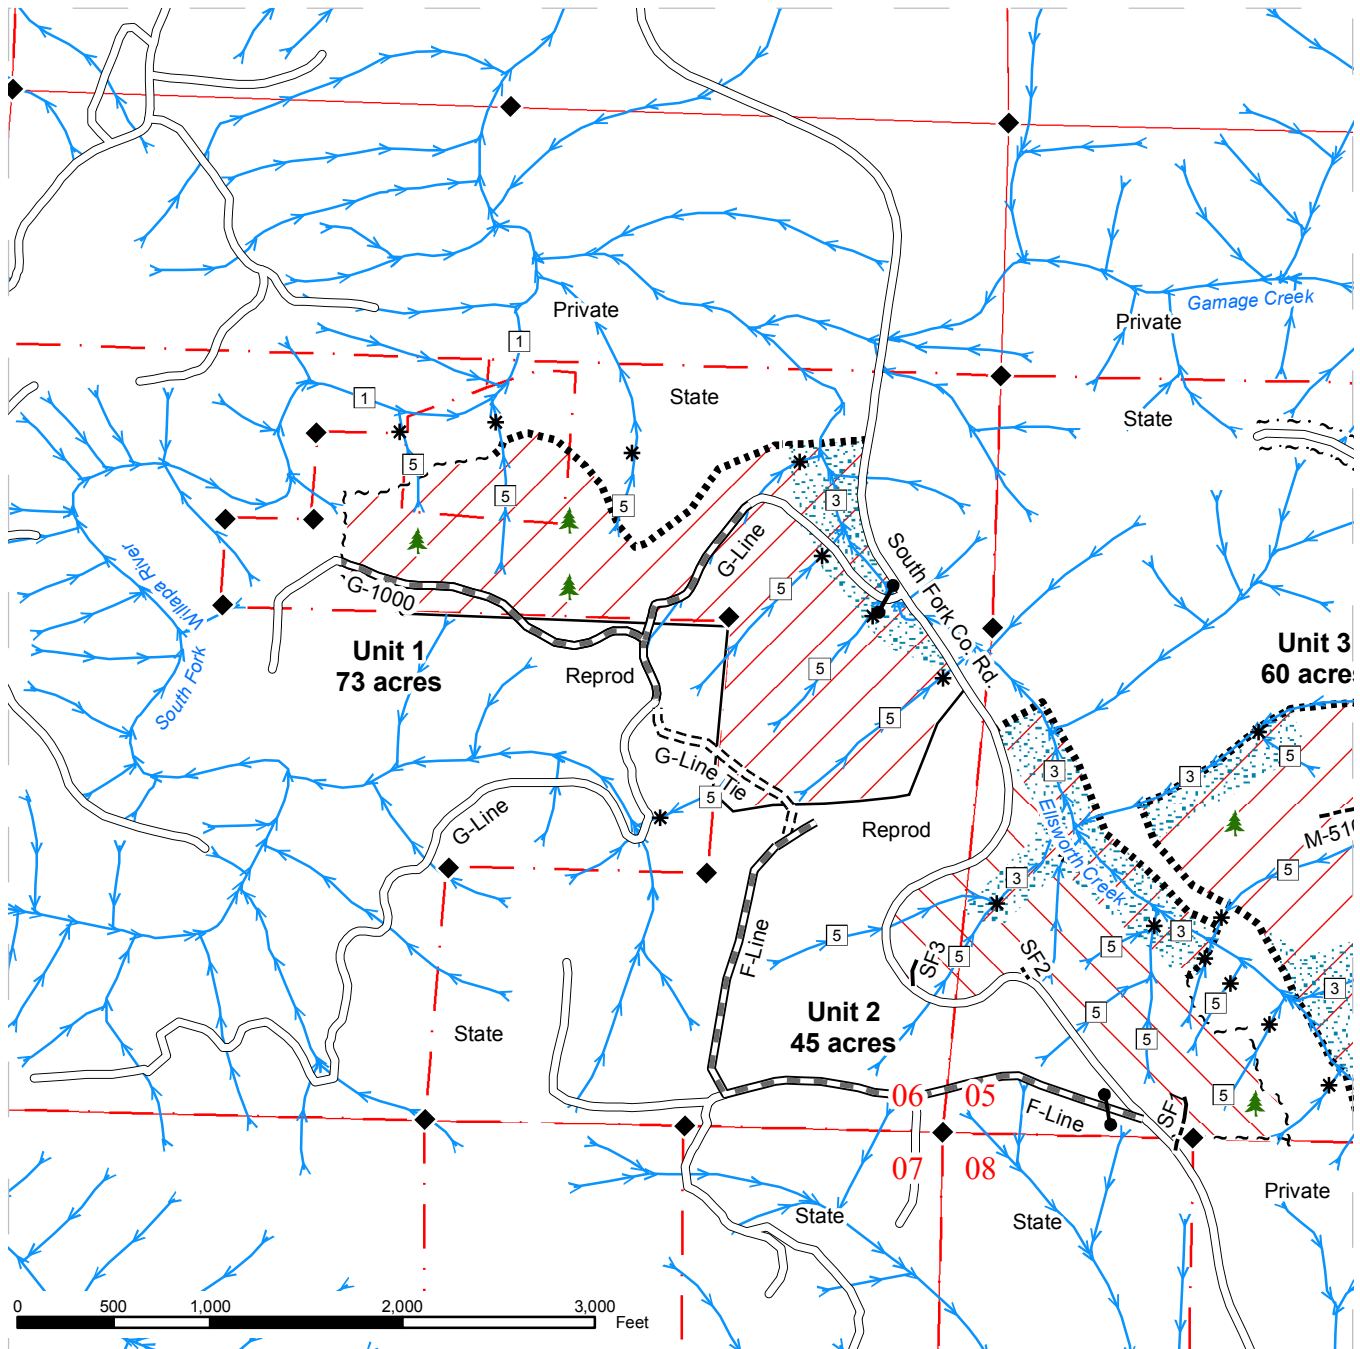 Gamage Creek
Private
Private
1
State
1
State
5
5
5
3
G-Line
South Fork Co. Rd.
Willapa River
South Fork
G-1000
5
Unit 1
73 acres
Reprod
5
Unit 3
60 acres
5
G-Line Tie
5
3
3
5
G-Line
Reprod
Ellsworth Creek
M-510
3
5
F-Line
5
3
5
SF3
5
SF2
3
5
5
Unit 2
45 acres
State
5
5
06
05
F-Line
SF1
07
08
Private
State
State
0
500
1,000
2,000
3,000
Feet